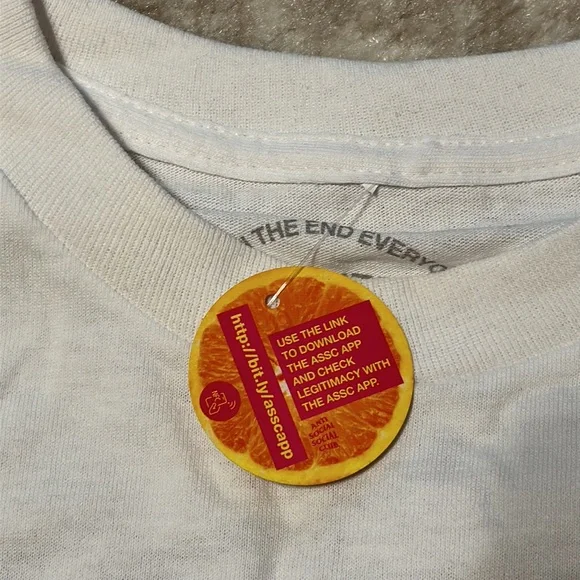 THE END EVERYO
http://bit.ly/asscapp
USE THE LINK
TO DOWNLOAD
THE ASSC APP
AND CHECK
LEGITIMACY WITH
THE ASSC APP.
ANTI
SOCIAL
SOCIAL
CLUB